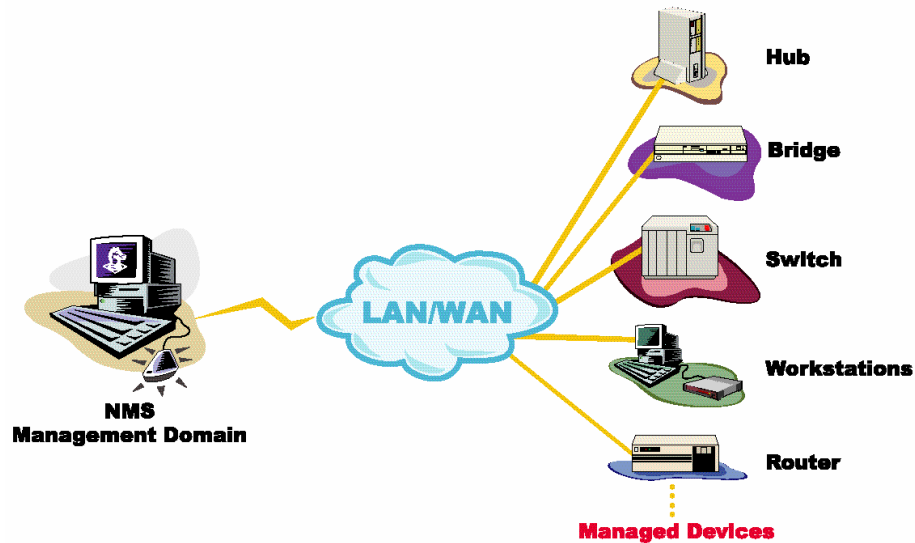 Hub
Bridge
Switch
LAN/WAN
Workstations
NMS
Management Domain
Router
Managed Devices